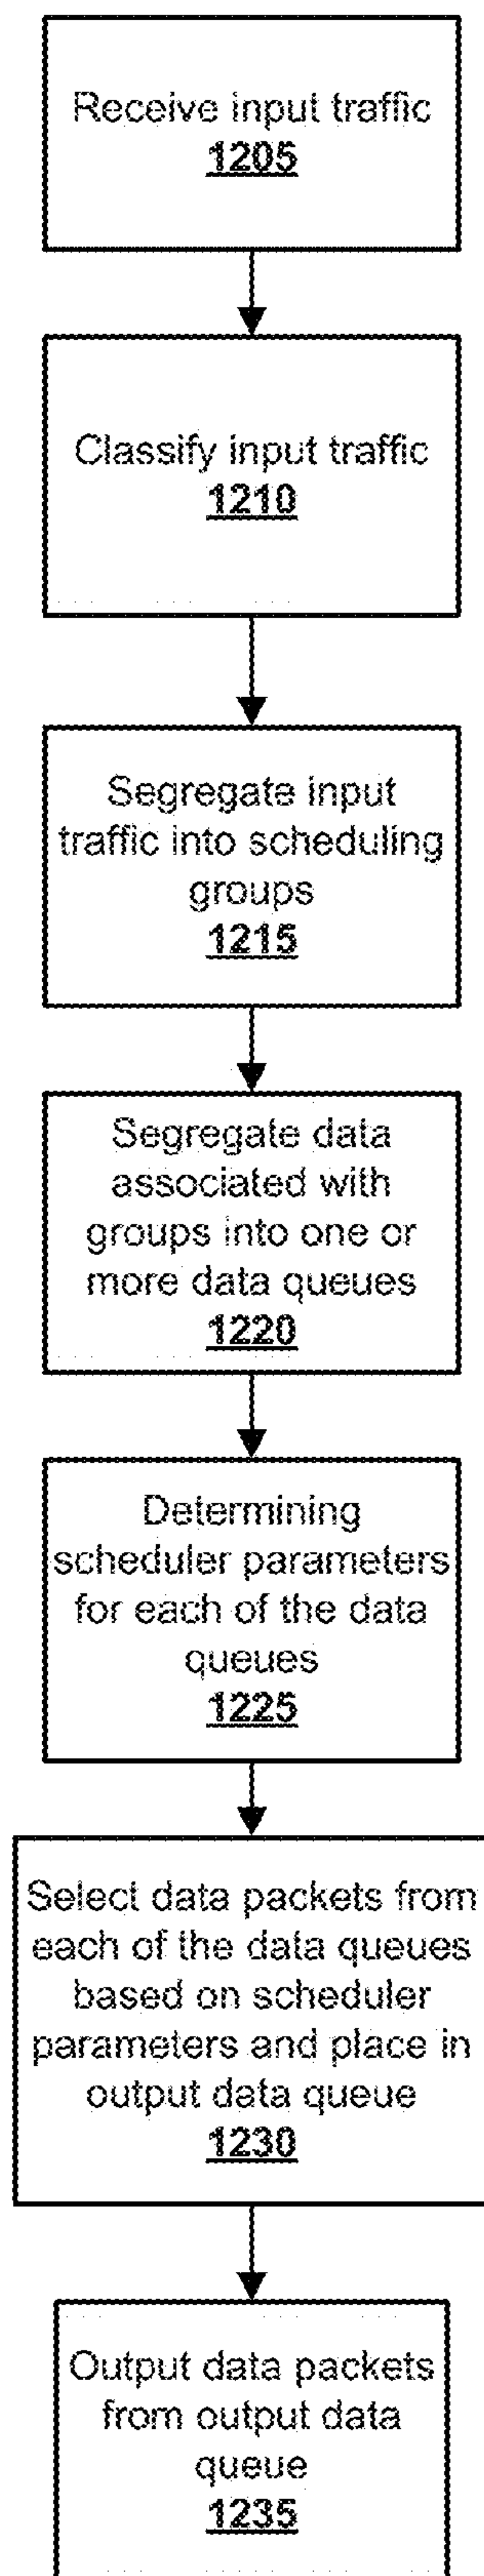 Receive input traffic
1205
Classify input traffic
1210
Segregate input
traffic into scheduling
groups
1215
Segregate data
associated with
groups into one or
more data queues
1220
Determining
scheduler parameters
for each of the data
queues
1225
Select data packets from
each of the data queues
based on scheduler
parameters and place in
output data queue
1230
Output data packets
from output data
queue
1235